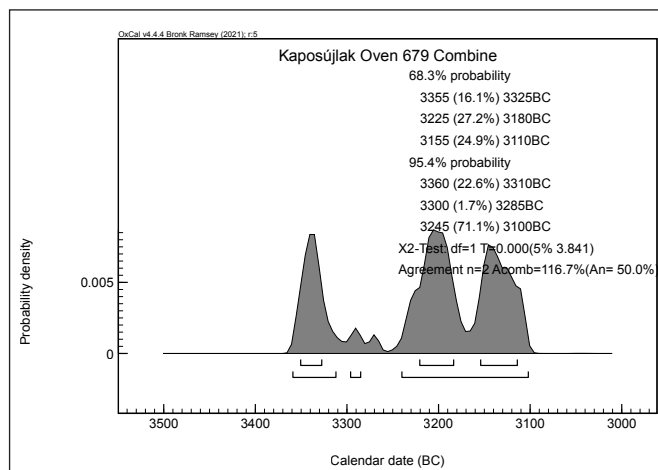 OxCal v4.4.4 Bronk Ramsey (2021); r:5
Kaposújlak Oven 679 Combine
68.3% probability
3355 (16.1%) 3325BC
3225 (27.2%) 3180BC
3155 (24.9%) 3110BC
95.4% probability
3360 (22.6%) 3310BC
3300 (1.7%) 3285BC
3245 (71.1%) 3100BC
X2-Test: df=1 T=0.000(5% 3.841)
Agreement n=2 Acomb=116.7%(An= 50.0%)
Probability density
0.005
0
3500 3400 3300 3200 3100 3000
Calendar date (BC)